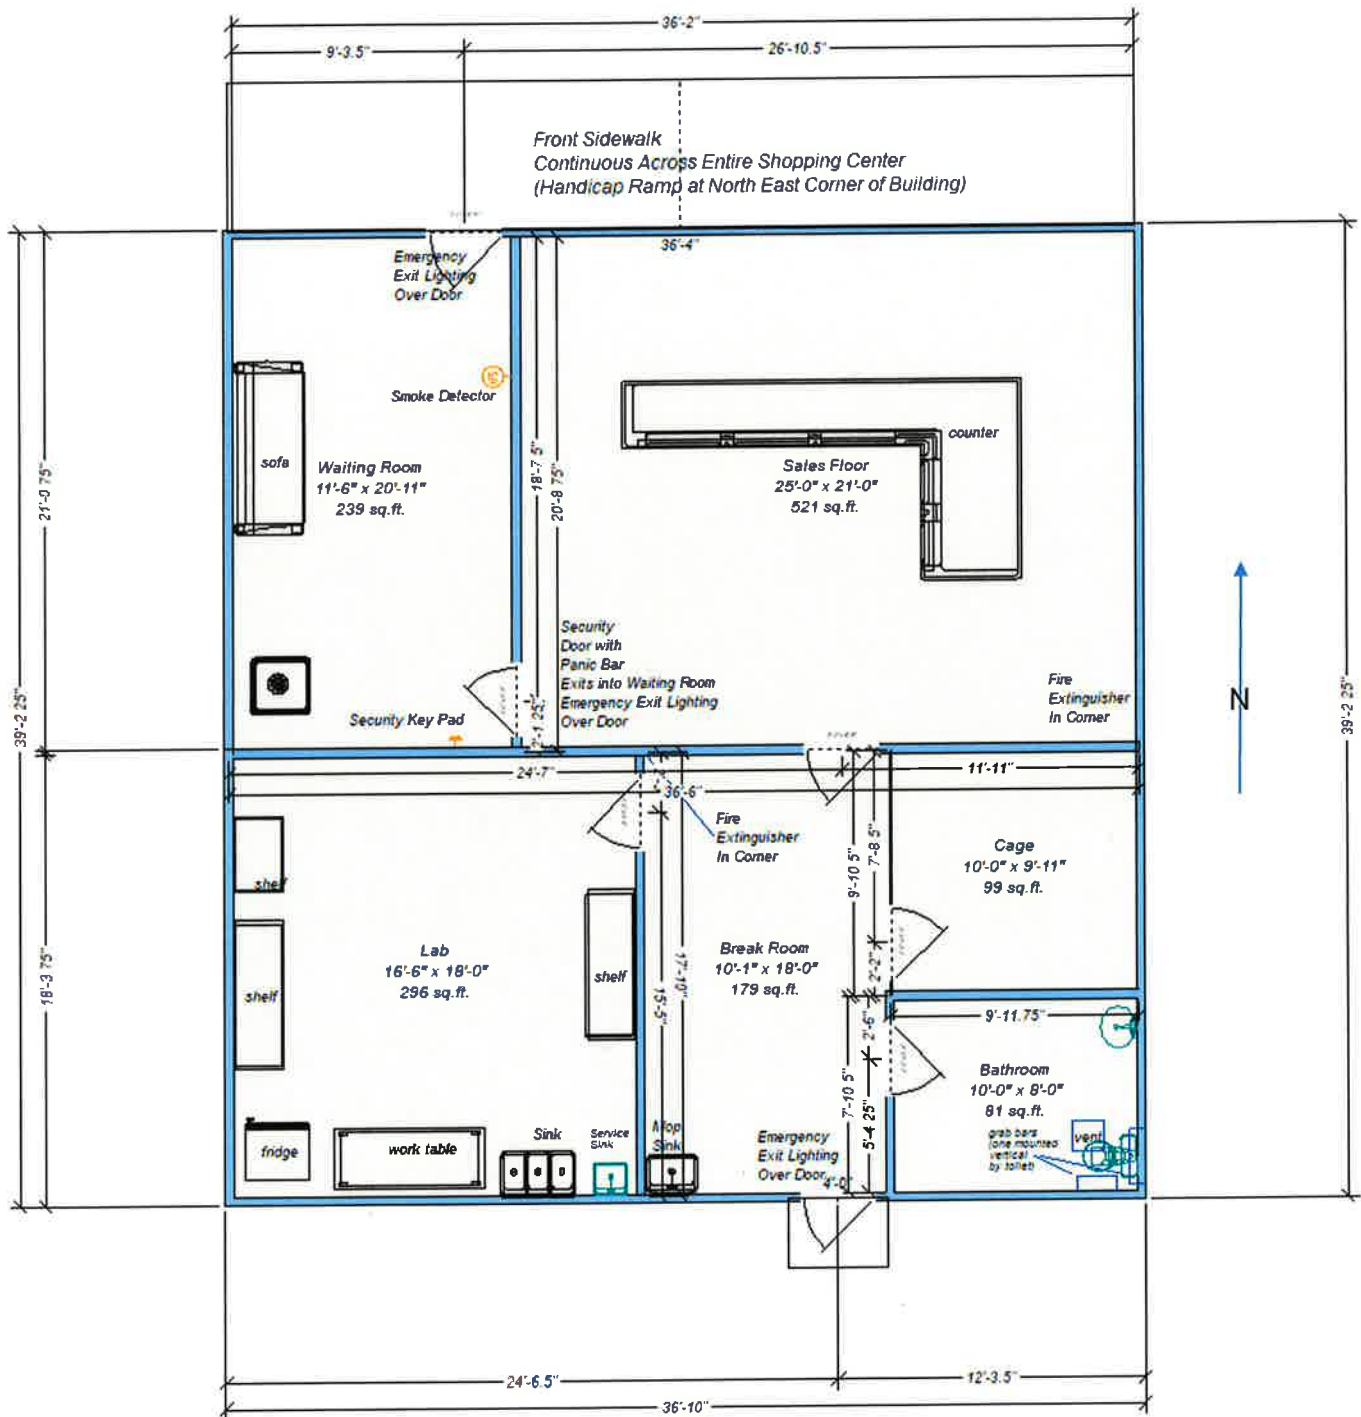 36'-2"
9'-3.5"
26'-10.5"
Front Sidewalk
Continuous Across Entire Shopping Center
(Handicap Ramp at North East Corner of Building)
36'-4"
Emergency
Exit Lighting
Over Door
Smoke Detector
sofa
Waiting Room
11'-6" x 20'-11"
239 sq.ft.
18'-7.5"
20'-8.75"
counter
Sales Floor
25'-0" x 21'-0"
521 sq.ft.
21'-0.75"
39'-2.25"
39'-2.25"
N
Security
Door with
Panic Bar
Exits into Waiting Room
Emergency Exit Lighting
Over Door
2'-1.25"
Security Key Pad
Fire
Extinguisher
In Corner
24'-7"
11'-11"
36'-6"
Fire
Extinguisher
In Corner
shelf
shelf
shelf
Lab
16'-6" x 18'-0"
296 sq.ft.
18'-3.75"
15'-5"
17'-10"
Break Room
10'-1" x 18'-0"
179 sq.ft.
9'-10.5"
7'-8.5"
2'-2"
Cage
10'-0" x 9'-11"
99 sq.ft.
9'-11.75"
2'-6"
7'-10.5"
5'-4.25"
Bathroom
10'-0" x 8'-0"
81 sq.ft.
grab bars
(one mounted
vertical
by toilet)
vent
fridge
work table
Sink
Service
Sink
Mop
Sink
Emergency
Exit Lighting
Over Door
4'-0"
24'-6.5"
12'-3.5"
36'-10"